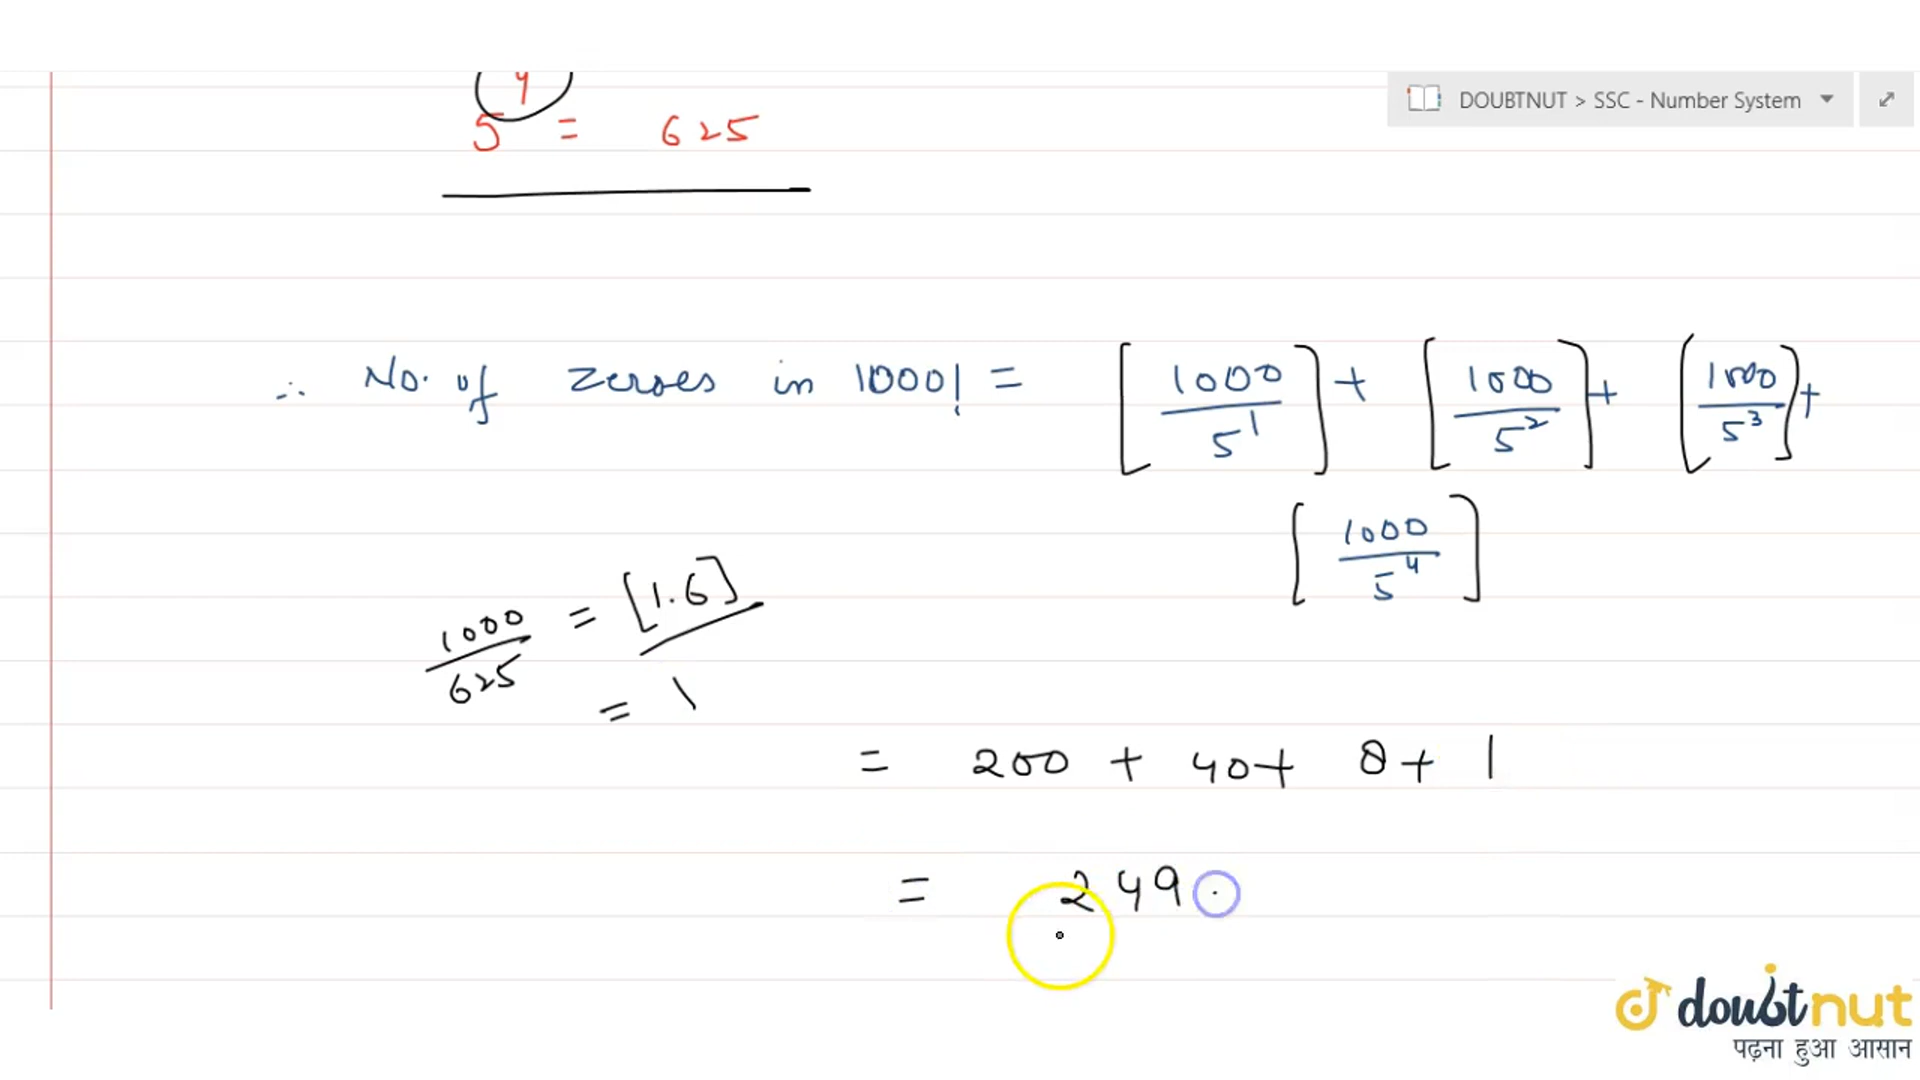 4
5 = 625
DOUBTNUT > SSC - Number System
∴ No. of zeroes in 1000! = [1000/5^1] + [1000/5^2] + [1000/5^3] +
[1000/5^4]
1000/625 = [1.6]
= 1
= 200 + 40 + 8 + 1
= 249
doubtnut
पढ़ना हुआ आसान